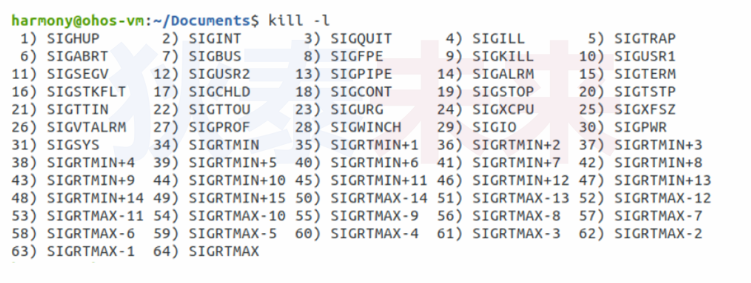 harmony@ohos-vm:~/Documents$ kill -l
 1) SIGHUP       2) SIGINT       3) SIGQUIT      4) SIGILL       5) SIGTRAP
 6) SIGABRT      7) SIGBUS       8) SIGFPE       9) SIGKILL     10) SIGUSR1
11) SIGSEGV     12) SIGUSR2     13) SIGPIPE     14) SIGALRM     15) SIGTERM
16) SIGSTKFLT   17) SIGCHLD     18) SIGCONT     19) SIGSTOP     20) SIGTSTP
21) SIGTTIN     22) SIGTTOU     23) SIGURG      24) SIGXCPU     25) SIGXFSZ
26) SIGVTALRM   27) SIGPROF     28) SIGWINCH    29) SIGIO       30) SIGPWR
31) SIGSYS      34) SIGRTMIN    35) SIGRTMIN+1  36) SIGRTMIN+2  37) SIGRTMIN+3
38) SIGRTMIN+4  39) SIGRTMIN+5  40) SIGRTMIN+6  41) SIGRTMIN+7  42) SIGRTMIN+8
43) SIGRTMIN+9  44) SIGRTMIN+10 45) SIGRTMIN+11 46) SIGRTMIN+12 47) SIGRTMIN+13
48) SIGRTMIN+14 49) SIGRTMIN+15 50) SIGRTMAX-14 51) SIGRTMAX-13 52) SIGRTMAX-12
53) SIGRTMAX-11 54) SIGRTMAX-10 55) SIGRTMAX-9  56) SIGRTMAX-8  57) SIGRTMAX-7
58) SIGRTMAX-6  59) SIGRTMAX-5  60) SIGRTMAX-4  61) SIGRTMAX-3  62) SIGRTMAX-2
63) SIGRTMAX-1  64) SIGRTMAX